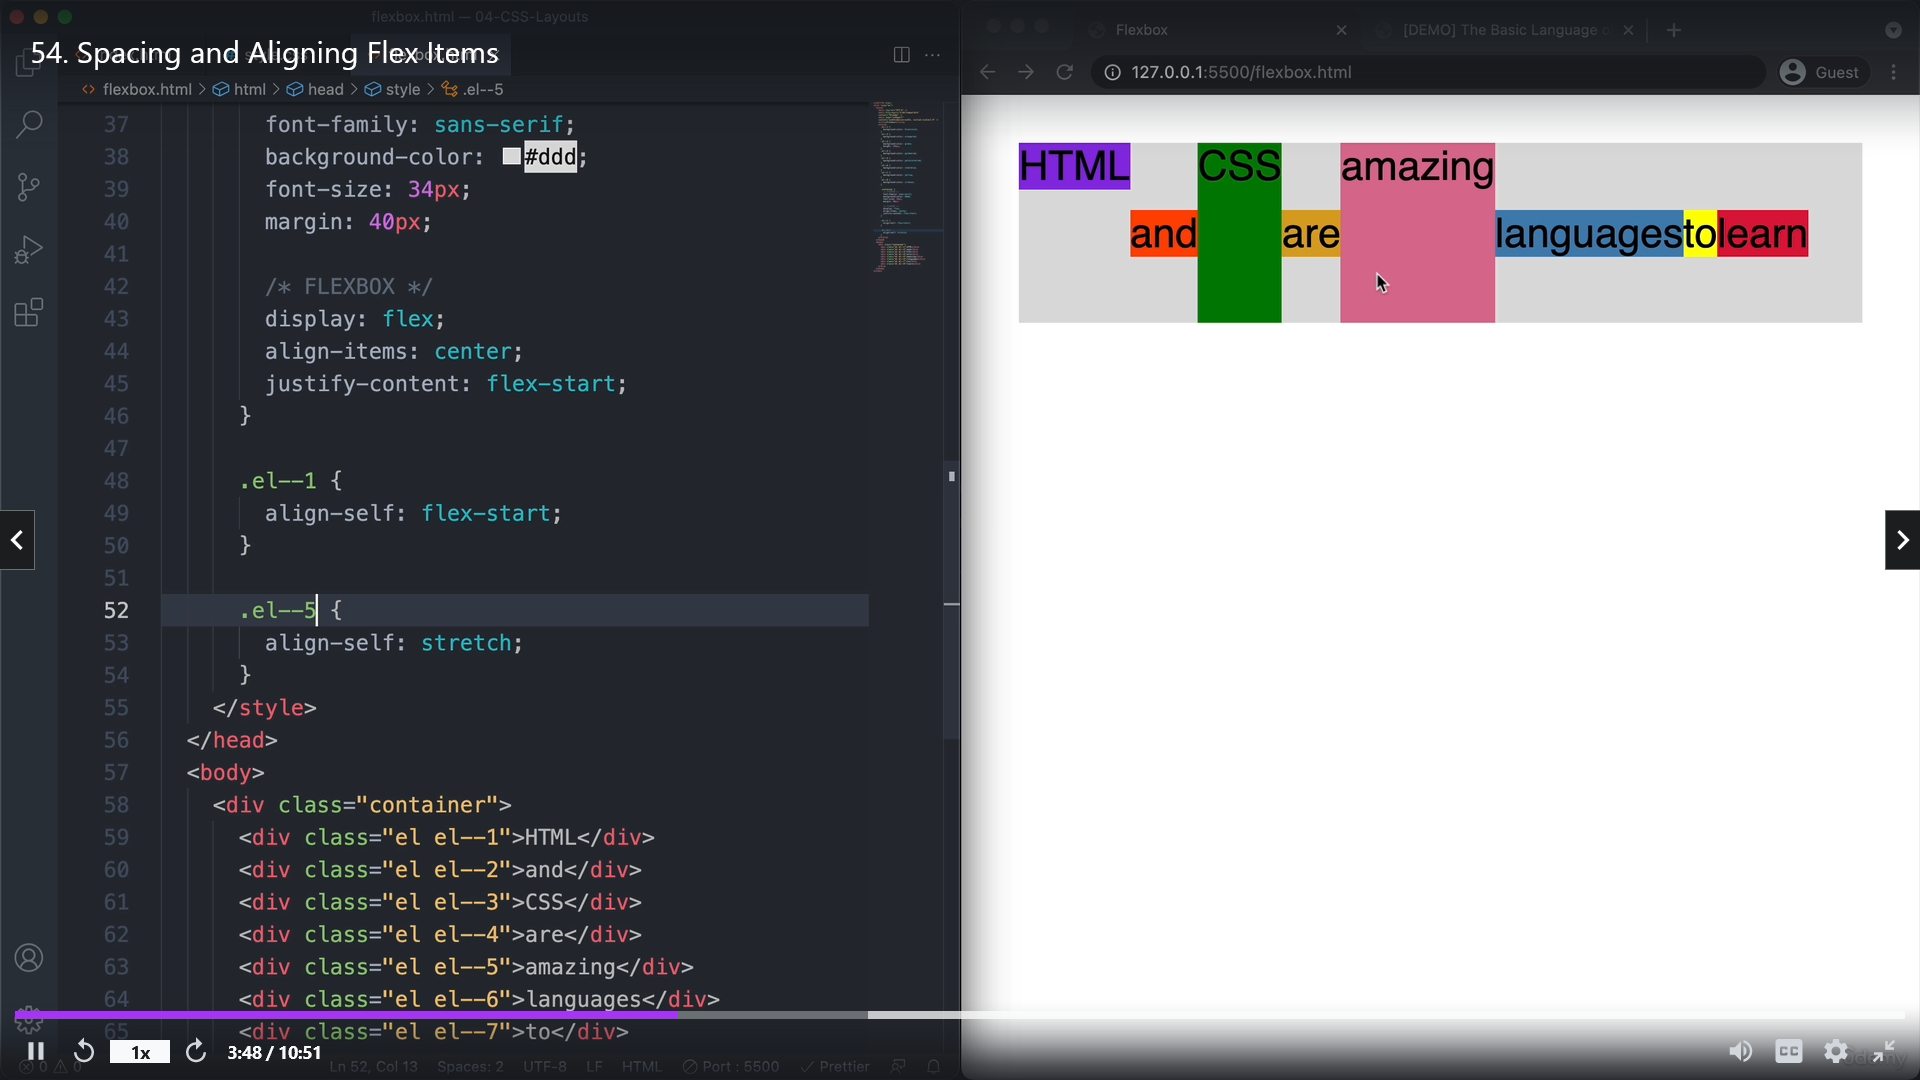 flexbox.html — 04-CSS-Layouts
54. Spacing and Aligning Flex Items
flexbox.html > html > head > style > .el--5
37 font-family: sans-serif;
38 background-color: #ddd;
39 font-size: 34px;
40 margin: 40px;
41
42 /* FLEXBOX */
43 display: flex;
44 align-items: center;
45 justify-content: flex-start;
46 }
47
48 .el--1 {
49 align-self: flex-start;
50 }
51
52 .el--5 {
53 align-self: stretch;
54 }
55 </style>
56 </head>
57 <body>
58 <div class="container">
59 <div class="el el--1">HTML</div>
60 <div class="el el--2">and</div>
61 <div class="el el--3">CSS</div>
62 <div class="el el--4">are</div>
63 <div class="el el--5">amazing</div>
64 <div class="el el--6">languages</div>
65 <div class="el el--7">to</div>
1x 3:48 / 10:51
0 0 Ln 52, Col 13 Spaces: 2 UTF-8 LF HTML Port : 5500 Prettier
Flexbox [DEMO] The Basic Language o
127.0.0.1:5500/flexbox.html Guest
HTML CSS amazing
and are languages to learn
CC
udemy